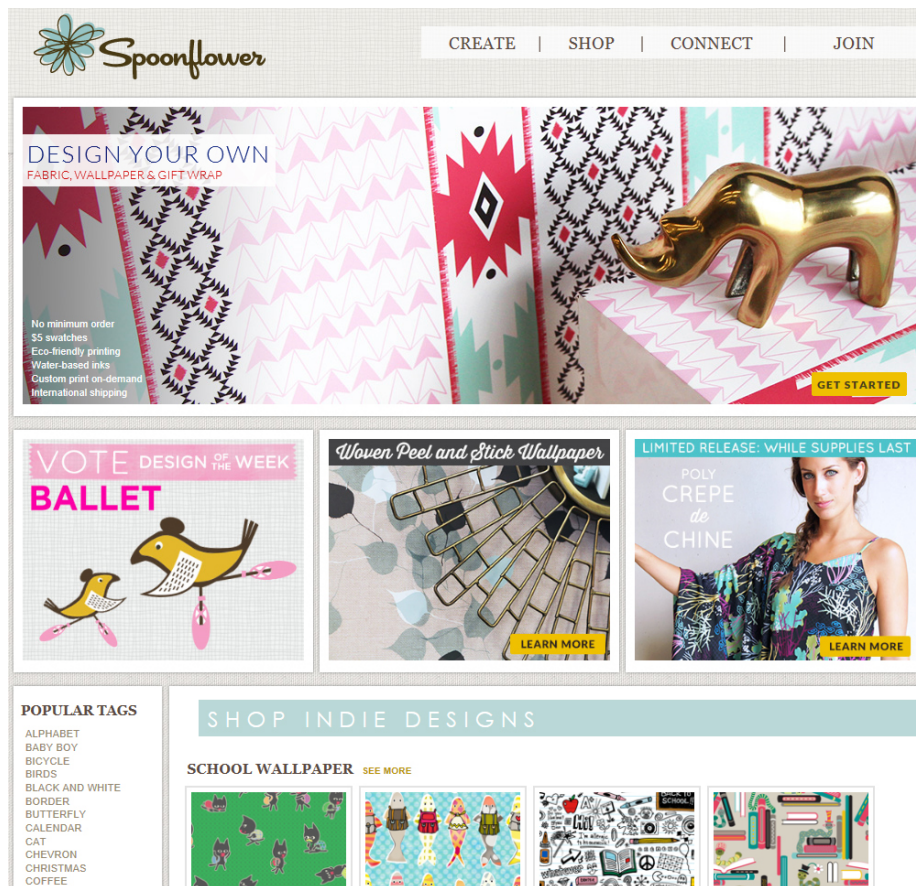 Spoonflower
CREATE | SHOP | CONNECT | JOIN
DESIGN YOUR OWN
FABRIC, WALLPAPER & GIFT WRAP
No minimum order
$5 swatches
Eco-friendly printing
Water-based inks
Custom print on-demand
International shipping
GET STARTED
VOTE DESIGN OF THE WEEK
BALLET
Woven Peel and Stick Wallpaper
LEARN MORE
LIMITED RELEASE: WHILE SUPPLIES LAST
POLY
CREPE
de
CHINE
LEARN MORE
POPULAR TAGS
ALPHABET
BABY BOY
BICYCLE
BIRDS
BLACK AND WHITE
BORDER
BUTTERFLY
CALENDAR
CAT
CHEVRON
CHRISTMAS
COFFEE
SHOP INDIE DESIGNS
SCHOOL WALLPAPER SEE MORE
BACK TO
SCHOOL
Hi!